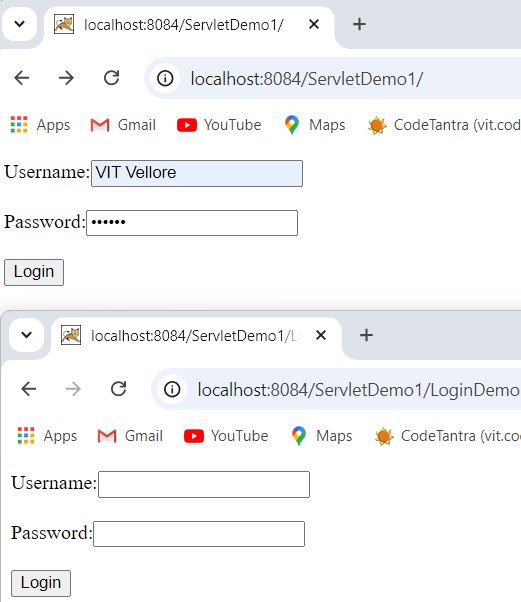 localhost:8084/ServletDemo1/
localhost:8084/ServletDemo1/
Apps Gmail YouTube Maps CodeTantra (vit.cod
Username: VIT Vellore
Password: ••••••
Login
localhost:8084/ServletDemo1/L
localhost:8084/ServletDemo1/LoginDemo
Apps Gmail YouTube Maps CodeTantra (vit.c
Username:
Password:
Login